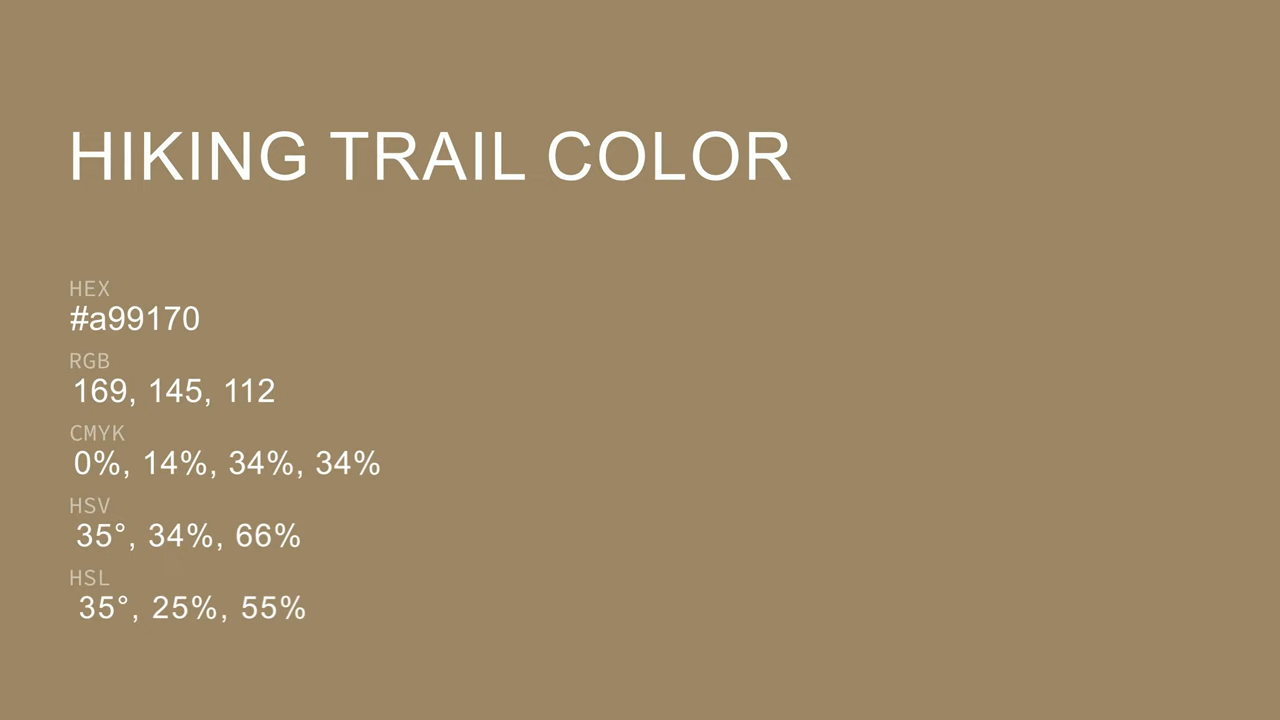 HIKING TRAIL COLOR
HEX
#a99170
RGB
169, 145, 112
CMYK
0%, 14%, 34%, 34%
HSV
35°, 34%, 66%
HSL
35°, 25%, 55%